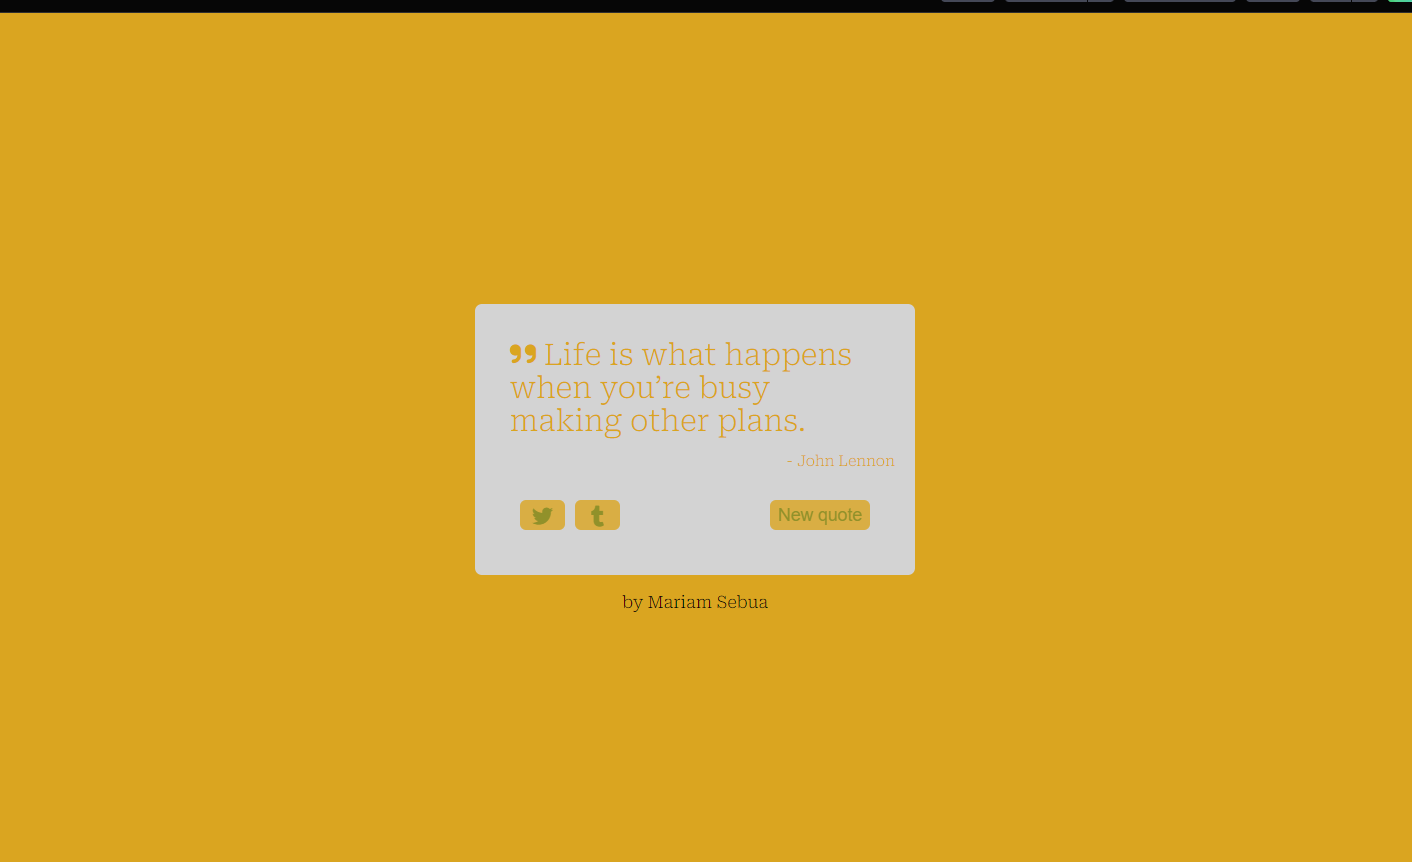 Life is what happens
when you’re busy
making other plans.
- John Lennon
New quote
by Mariam Sebua